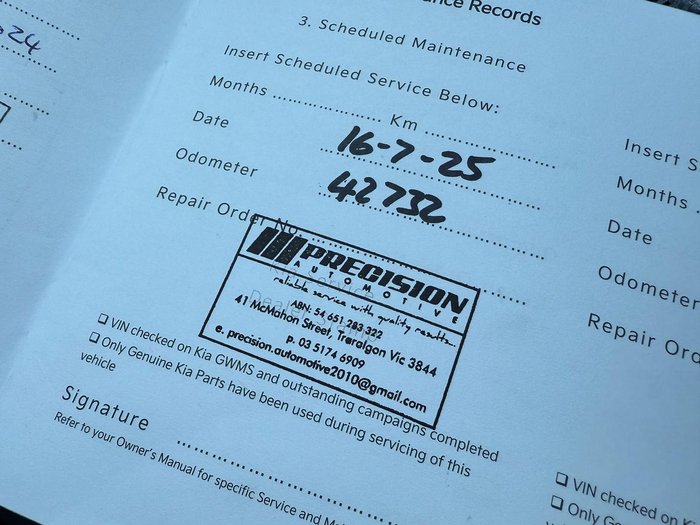 ance Records
3. Scheduled Maintenance
Insert Scheduled Service Below:
Months .................... Km ....................
Date 16-7-25
Odometer 42732
Repair Order No.
PRECISION
AUTOMOTIVE
reliable service with quality results...
ABN: 54 651 283 322
41 McMahon Street, Traralgon Vic 3844
p. 03 5174 6909
e. precision.automotive2010@gmail.com
❏ VIN checked on Kia GWMS and outstanding campaigns completed
❏ Only Genuine Kia Parts have been used during servicing of this
vehicle
Signature ....................
Refer to your Owner's Manual for specific Service and M
24
Insert S
Months
Date
Odometer
Repair O
❏ VIN checked on K
❏ Only Genu